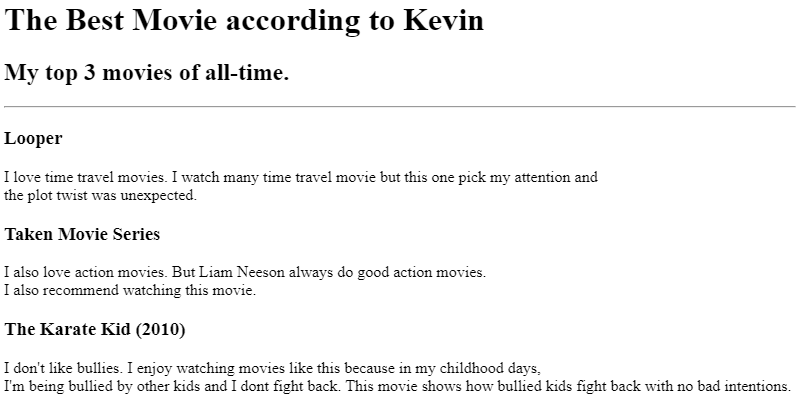 The Best Movie according to Kevin
My top 3 movies of all-time.
Looper
I love time travel movies. I watch many time travel movie but this one pick my attention and
the plot twist was unexpected.
Taken Movie Series
I also love action movies. But Liam Neeson always do good action movies.
I also recommend watching this movie.
The Karate Kid (2010)
I don't like bullies. I enjoy watching movies like this because in my childhood days,
I'm being bullied by other kids and I dont fight back. This movie shows how bullied kids fight back with no bad intentions.